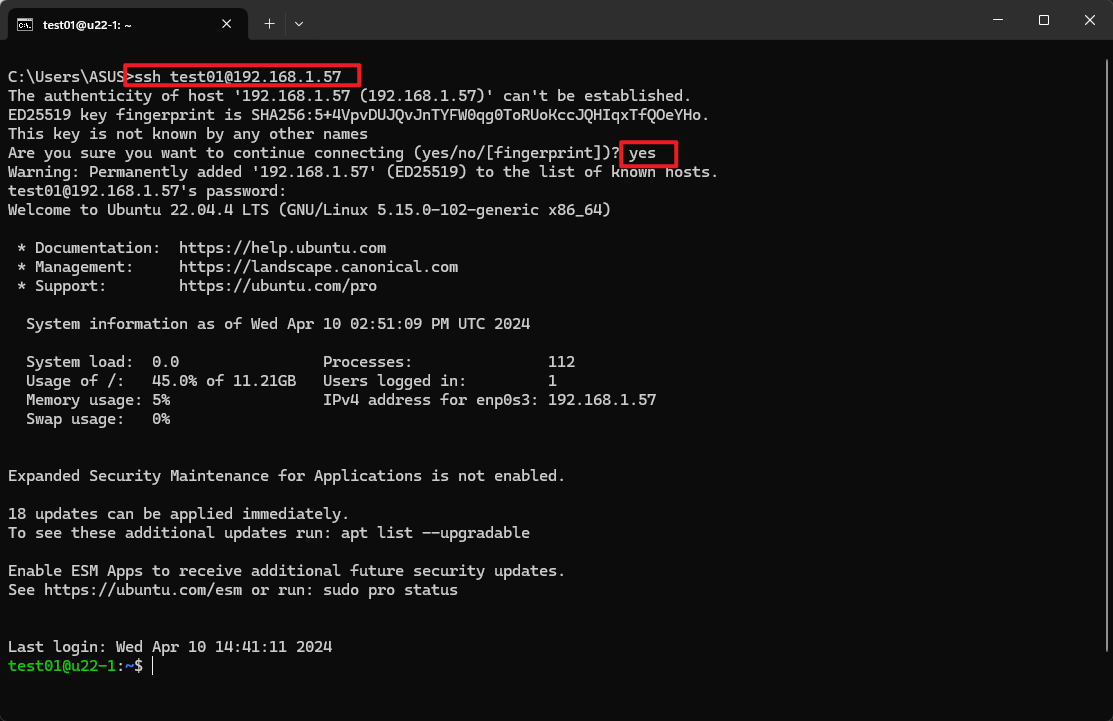 test01@u22-1: ~
C:\Users\ASUS>ssh test01@192.168.1.57
The authenticity of host '192.168.1.57 (192.168.1.57)' can't be established.
ED25519 key fingerprint is SHA256:5+4VpvDUJQvJnTYFW0qg0ToRUoKccJQHIqxTfQOeYHo.
This key is not known by any other names
Are you sure you want to continue connecting (yes/no/[fingerprint])? yes
Warning: Permanently added '192.168.1.57' (ED25519) to the list of known hosts.
test01@192.168.1.57's password:
Welcome to Ubuntu 22.04.4 LTS (GNU/Linux 5.15.0-102-generic x86_64)
* Documentation:  https://help.ubuntu.com
* Management:     https://landscape.canonical.com
* Support:        https://ubuntu.com/pro
System information as of Wed Apr 10 02:51:09 PM UTC 2024
System load:  0.0                Processes:               112
Usage of /:   45.0% of 11.21GB   Users logged in:         1
Memory usage: 5%                 IPv4 address for enp0s3: 192.168.1.57
Swap usage:   0%
Expanded Security Maintenance for Applications is not enabled.
18 updates can be applied immediately.
To see these additional updates run: apt list --upgradable
Enable ESM Apps to receive additional future security updates.
See https://ubuntu.com/esm or run: sudo pro status
Last login: Wed Apr 10 14:41:11 2024
test01@u22-1:~$